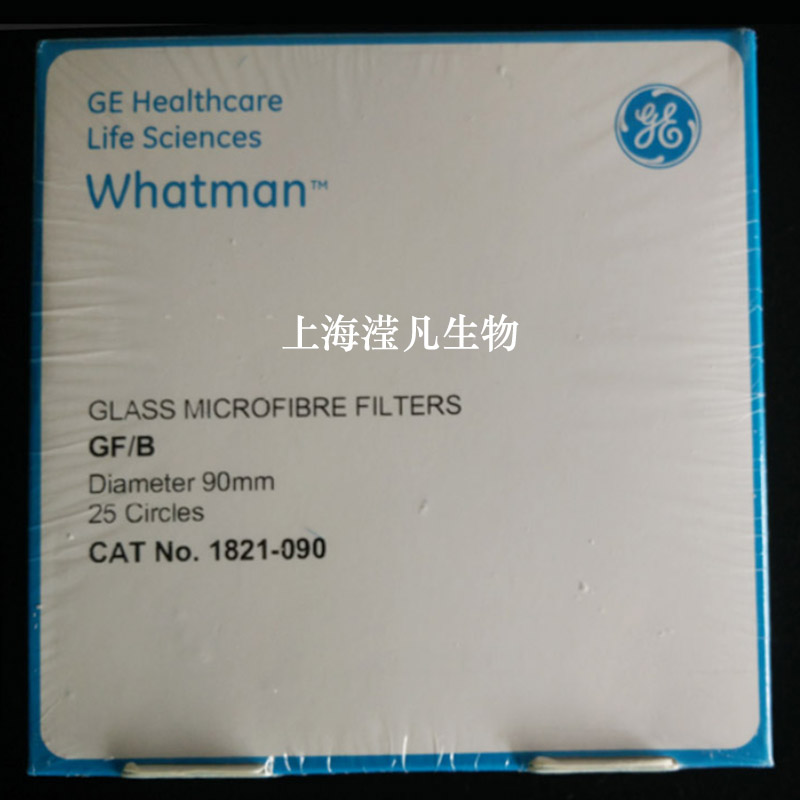 GE Healthcare
Life Sciences
Whatman™
GE
上海滢凡生物
GLASS MICROFIBRE FILTERS
GF/B
Diameter 90mm
25 Circles
CAT No. 1821-090